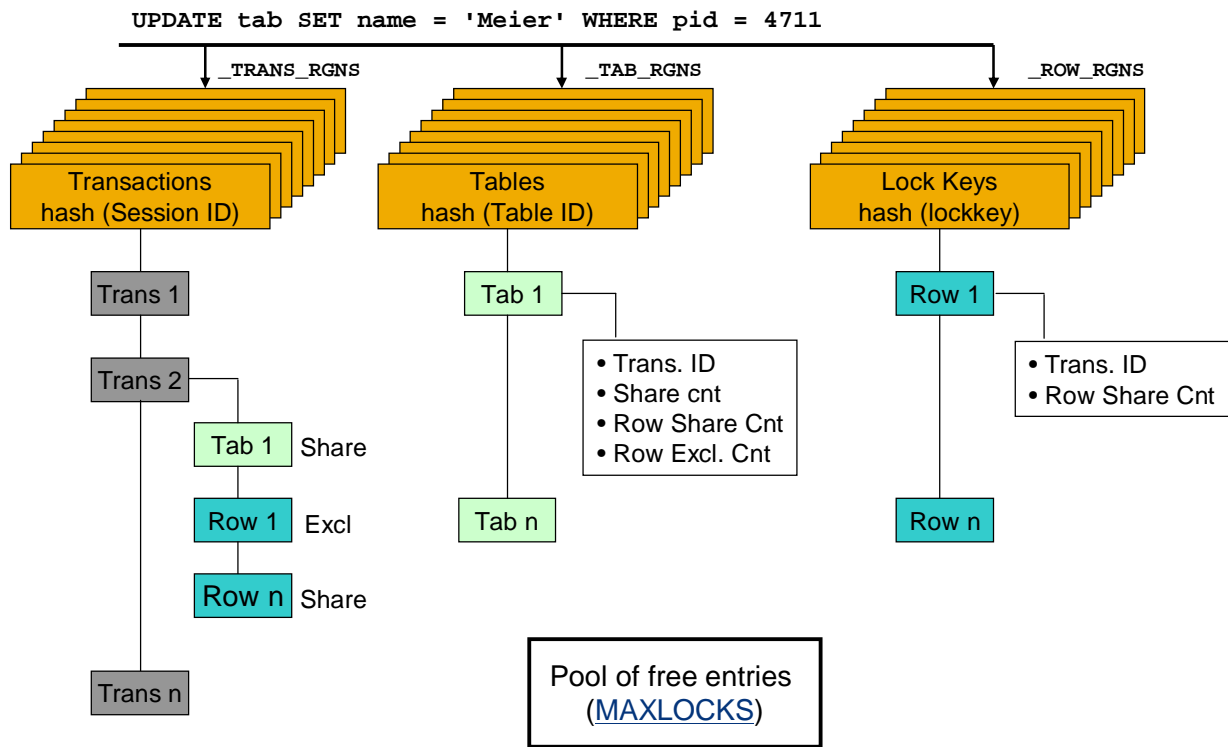 UPDATE tab SET name = 'Meier' WHERE pid = 4711
_TRANS_RGNS
_TAB_RGNS
_ROW_RGNS
Transactions
hash (Session ID)
Tables
hash (Table ID)
Lock Keys
hash (lockkey)
Trans 1
Tab 1
Row 1
Trans 2
• Trans. ID
• Share cnt
• Row Share Cnt
• Row Excl. Cnt
• Trans. ID
• Row Share Cnt
Tab 1 Share
Row 1 Excl
Row n Share
Tab n
Row n
Trans n
Pool of free entries
(MAXLOCKS)